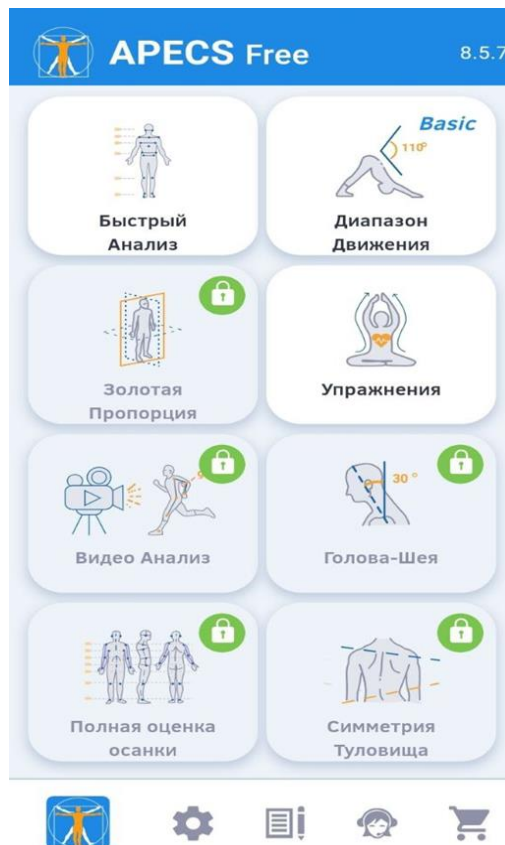 APECS Free
8.5.7
Basic
110°
Быстрый
Анализ
Диапазон
Движения
Золотая
Пропорция
Упражнения
Видео Анализ
30 °
Голова-Шея
Полная оценка
осанки
Симметрия
Туловища